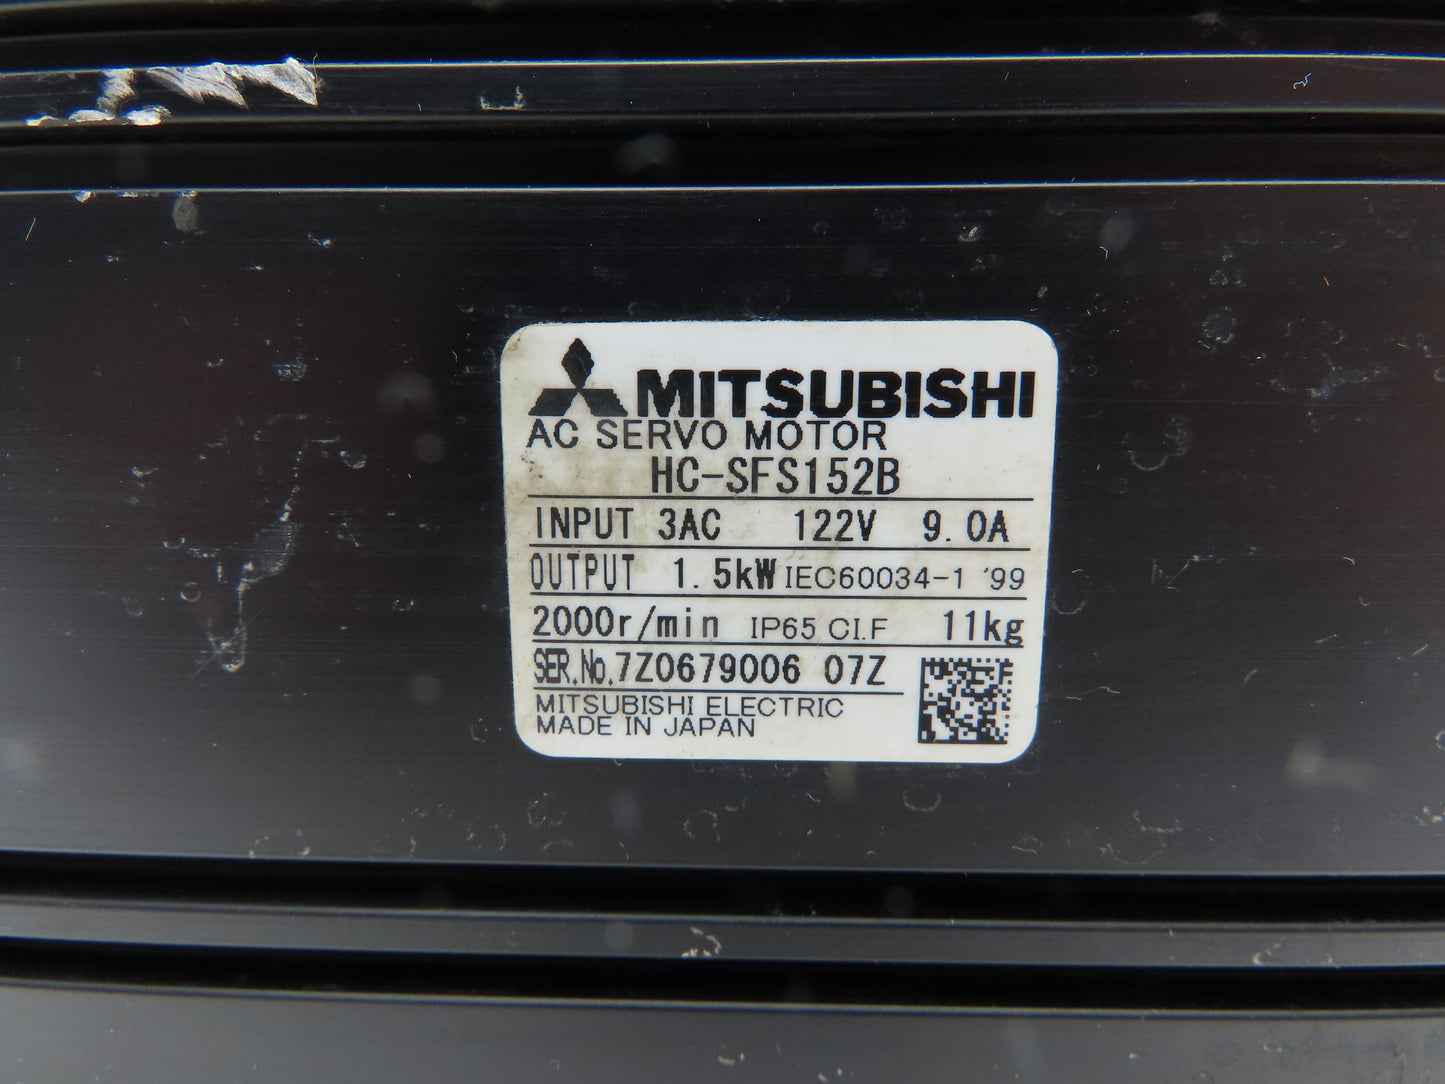 MITSUBISHI
AC SERVO MOTOR
HC-SFS152B
INPUT 3AC 122V 9.0A
OUTPUT 1.5kW IEC60034-1 '99
2000r/min IP65 CI.F 11kg
SER.No.7Z0679006 07Z
MITSUBISHI ELECTRIC
MADE IN JAPAN